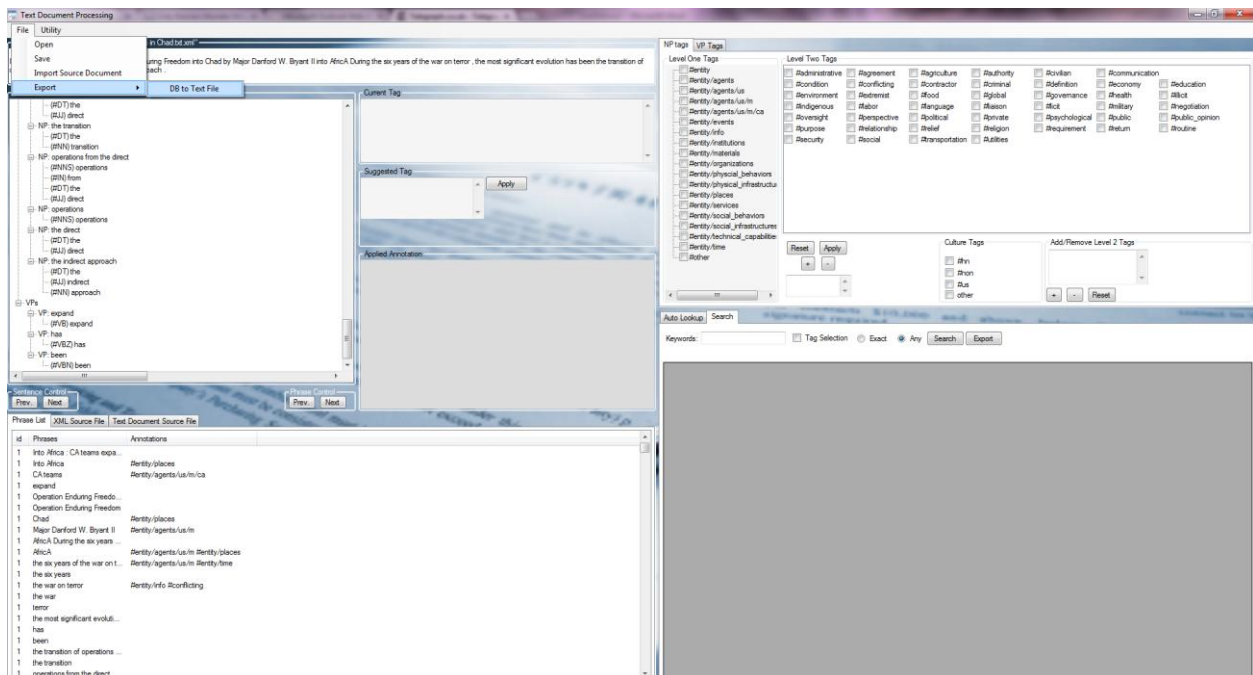 Text Document Processing
File Utility
Open
Save
Import Source Document
Export
DB to Text File
in Chad.txt.xml"
uring Freedom into Chad by Major Danford W. Bryant II into AfricA During the six years of the war on terror , the most significant evolution has been the transition of
oach .
(#DT) the
(#JJ) direct
NP: the transition
(#DT) the
(#NN) transition
NP: operations from the direct
(#NNS) operations
(#IN) from
(#DT) the
(#JJ) direct
NP: operations
(#NNS) operations
NP: the direct
(#DT) the
(#JJ) direct
NP: the indirect approach
(#DT) the
(#JJ) indirect
(#NN) approach
VPs
VP: expand
(#VB) expand
VP: has
(#VBZ) has
VP: been
(#VBN) been
Current Tag
Suggested Tag
Apply
Applied Annotation
Sentence Control
Prev. Next
Phrase Control
Prev. Next
Phrase List XML Source File Text Document Source File
id Phrases Annotations
1 Into Africa : CA teams expa...
1 Into Africa #entity/places
1 CA teams #entity/agents/us/m/ca
1 expand
1 Operation Enduring Freedo...
1 Operation Enduring Freedom
1 Chad #entity/places
1 Major Danford W. Bryant II #entity/agents/us/m
1 AfricA During the six years ...
1 AfricA #entity/agents/us/m #entity/places
1 the six years of the war on t... #entity/agents/us/m #entity/time
1 the six years
1 the war on terror #entity/info #conflicting
1 the war
1 terror
1 the most significant evoluti...
1 has
1 been
1 the transition of operations ...
1 the transition
1 operations from the direct
NP tags VP Tags
Level One Tags
#entity
#entity/agents
#entity/agents/us
#entity/agents/us/m
#entity/agents/us/m/ca
#entity/events
#entity/info
#entity/institutions
#entity/materials
#entity/organizations
#entity/physcial_behaviors
#entity/physical_infrastructu
#entity/places
#entity/services
#entity/social_behaviors
#entity/social_infrastructures
#entity/technical_capabilitie
#entity/time
#other
Level Two Tags
#administrative #agreement #agriculture #authority #civilian #communication
#condition #conflicting #contractor #criminal #definition #economy #education
#environment #extremist #food #global #governance #health #illicit
#indigenous #labor #language #liaison #licit #military #negotiation
#oversight #perspective #political #private #psychological #public #public_opinion
#purpose #relationship #relief #religion #requirement #return #routine
#security #social #transportation #utilities
Reset Apply
+ -
Culture Tags
#hn
#non
#us
other
Add/Remove Level 2 Tags
+ - Reset
Auto Lookup Search
Keywords: Tag Selection Exact Any Search Export